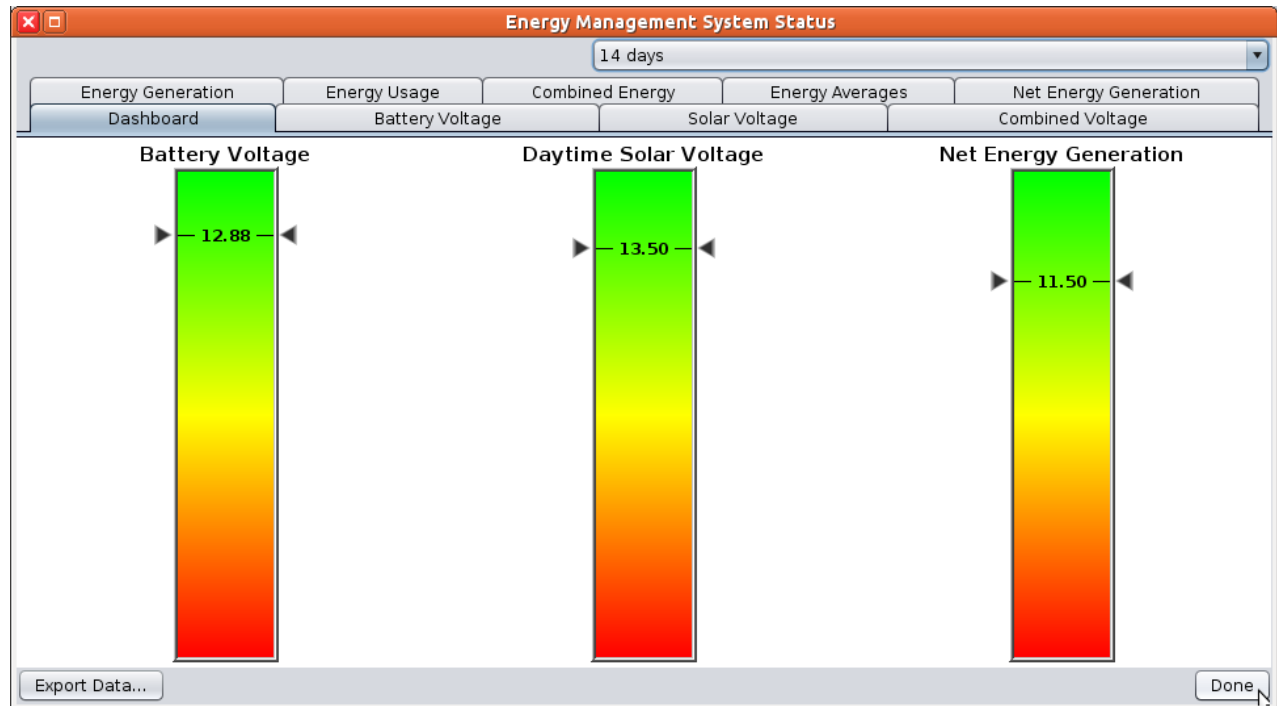 Energy Management System Status
14 days
Energy Generation Energy Usage Combined Energy Energy Averages Net Energy Generation
Dashboard Battery Voltage Solar Voltage Combined Voltage
Battery Voltage Daytime Solar Voltage Net Energy Generation
12.88
13.50
11.50
Export Data... Done